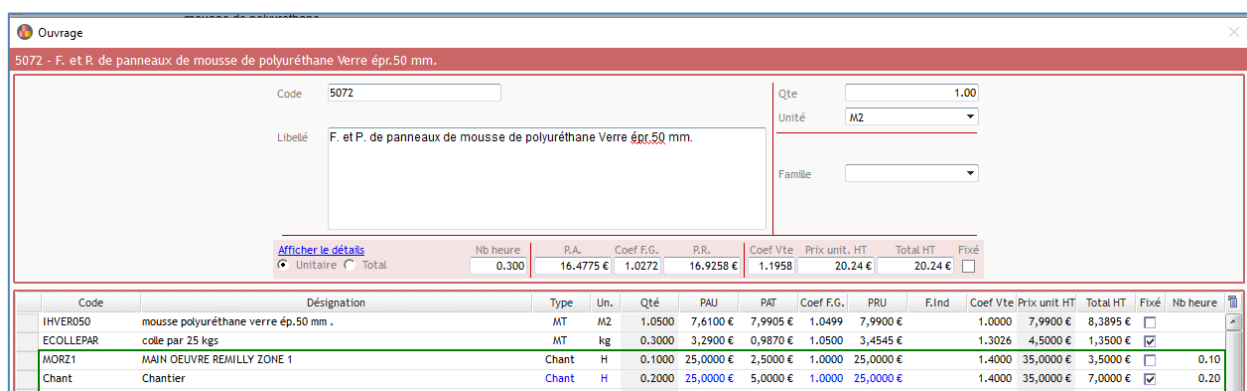 mousse de polyuréthane
Ouvrage
5072 - F. et P. de panneaux de mousse de polyuréthane Verre épr.50 mm.
Code 5072 Qte 1.00
Unité M2
Libellé F. et P. de panneaux de mousse de polyuréthane Verre épr.50 mm.
Famille
Afficher le détails Nb heure P.A. Coef F.G. P.R. Coef Vte Prix unit. HT Total HT Fixé
Unitaire Total 0.300 16.4775 € 1.0272 16.9258 € 1.1958 20.24 € 20.24 €
Code Désignation Type Un. Qté PAU PAT Coef F.G. PRU F.Ind Coef Vte Prix unit HT Total HT Fixé Nb heure
IHVER050 mousse polyuréthane verre ép.50 mm . MT M2 1.0500 7,6100 € 7,9905 € 1.0499 7,9900 € 1.0000 7,9900 € 8,3895 €
ECOLLEPAR colle par 25 kgs MT kg 0.3000 3,2900 € 0,9870 € 1.0500 3,4545 € 1.3026 4,5000 € 1,3500 €
MORZ1 MAIN OEUVRE REMILLY ZONE 1 Chant H 0.1000 25,0000 € 2,5000 € 1.0000 25,0000 € 1.4000 35,0000 € 3,5000 € 0.10
Chant Chantier Chant H 0.2000 25,0000 € 5,0000 € 1.0000 25,0000 € 1.4000 35,0000 € 7,0000 € 0.20